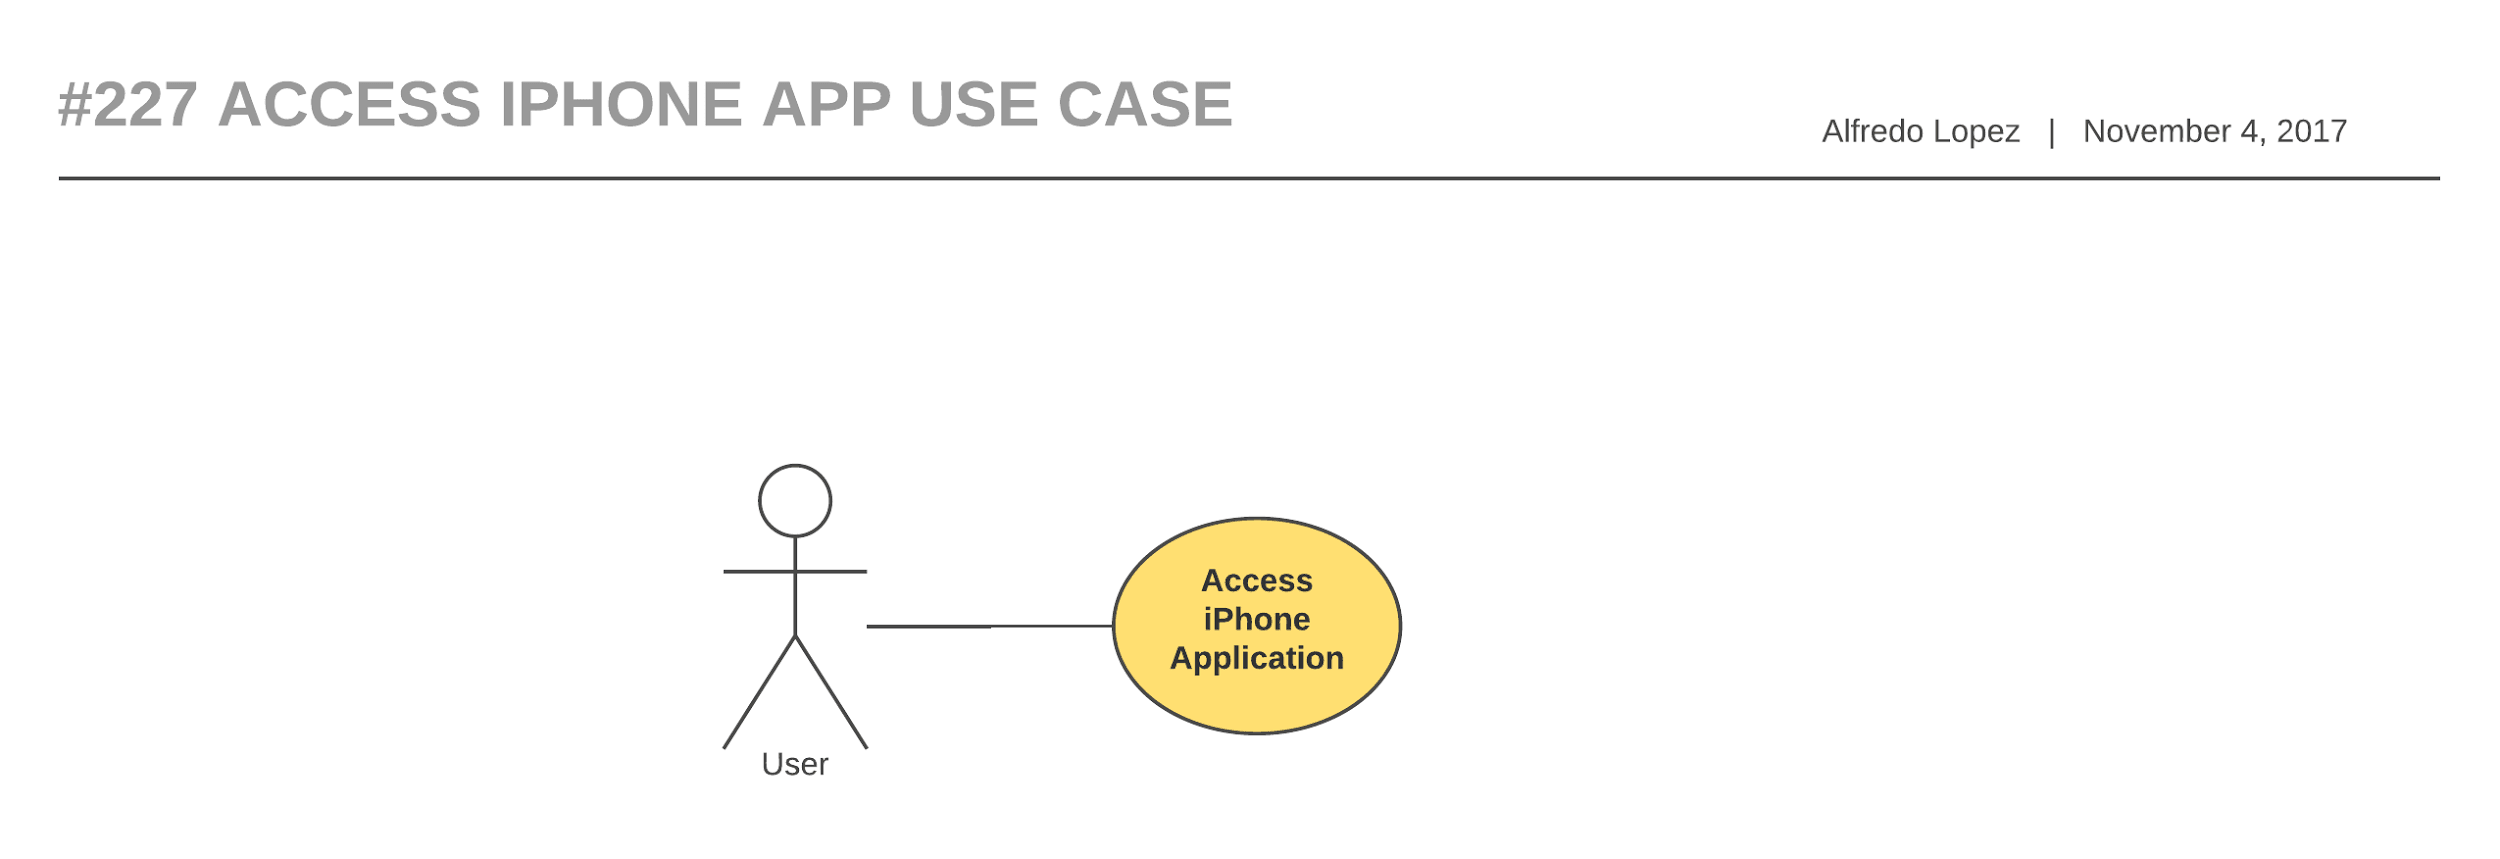 #227 ACCESS IPHONE APP USE CASE
Alfredo Lopez | November 4, 2017
Access
iPhone
Application
User